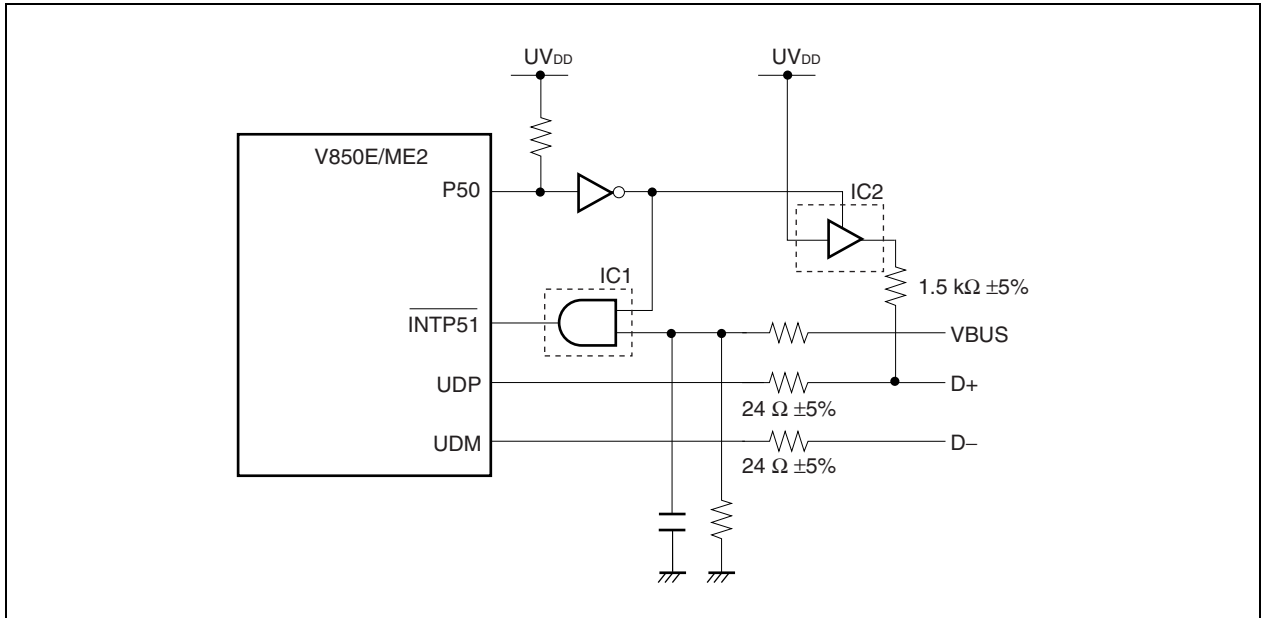 UVDD
UVDD
V850E/ME2
P50
IC2
IC1
1.5 kΩ ±5%
INTP51
VBUS
UDP
D+
24 Ω ±5%
UDM
D–
24 Ω ±5%